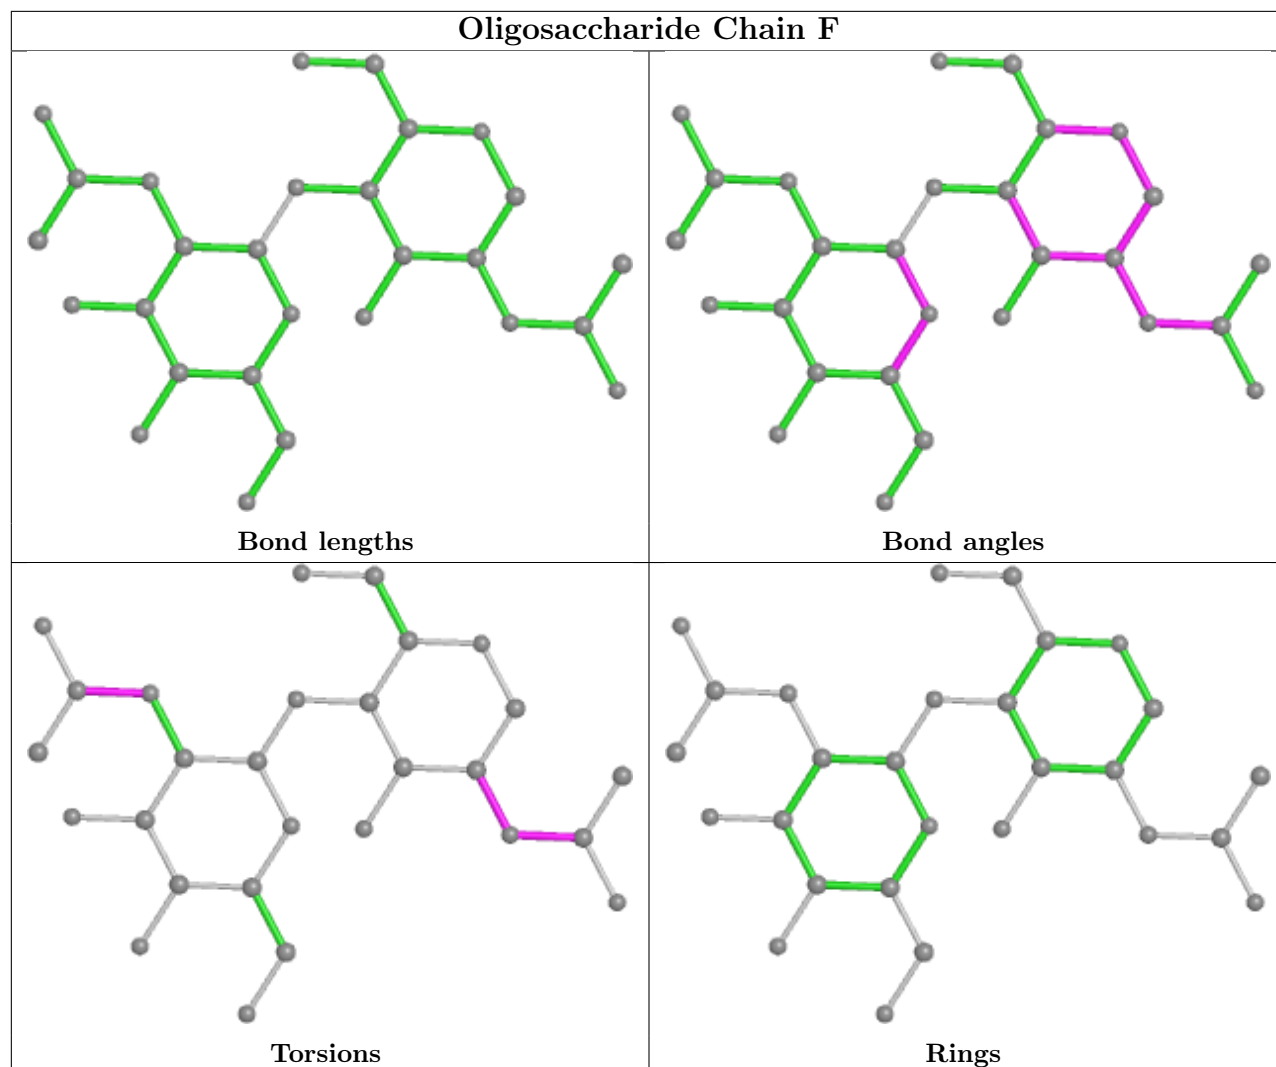 Oligosaccharide Chain F
Bond lengths
Bond angles
Torsions
Rings